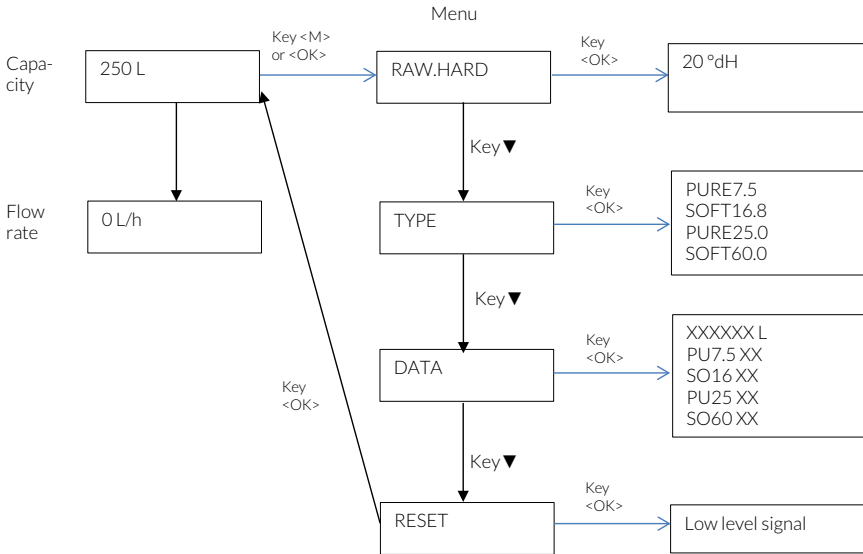 Menu
Capa-
city
250 L
Key <M>
or <OK>
RAW.HARD
Key
<OK>
20 °dH
Key ▼
Flow
rate
0 L/h
TYPE
Key
<OK>
PURE7.5
SOFT16.8
PURE25.0
SOFT60.0
Key ▼
DATA
Key
<OK>
XXXXXX L
PU7.5 XX
SO16 XX
PU25 XX
SO60 XX
Key
<OK>
Key ▼
RESET
Key
<OK>
Low level signal